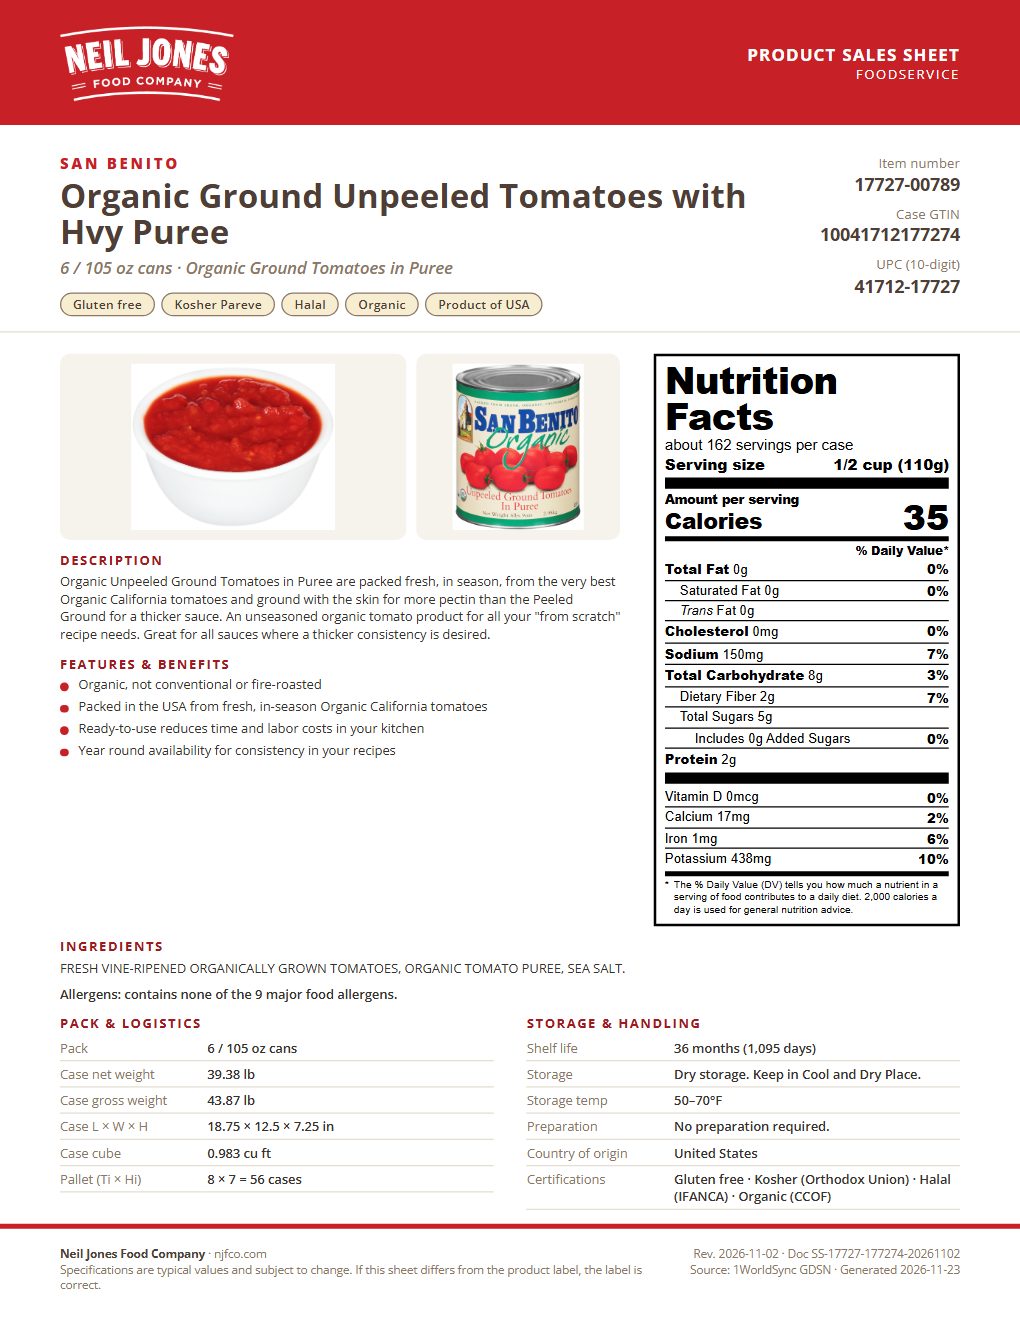 NEIL JONES
FOOD COMPANY
PRODUCT SALES SHEET
FOODSERVICE
SAN BENITO
Organic Ground Unpeeled Tomatoes with
Hvy Puree
6 / 105 oz cans · Organic Ground Tomatoes in Puree
Gluten free
Kosher Pareve
Halal
Organic
Product of USA
Item number
17727-00789
Case GTIN
10041712177274
UPC (10-digit)
41712-17727
SAN BENITO
Organic
Unpeeled Ground Tomatoes
In Puree
DESCRIPTION
Organic Unpeeled Ground Tomatoes in Puree are packed fresh, in season, from the very best
Organic California tomatoes and ground with the skin for more pectin than the Peeled
Ground for a thicker sauce. An unseasoned organic tomato product for all your "from scratch"
recipe needs. Great for all sauces where a thicker consistency is desired.
FEATURES & BENEFITS
Organic, not conventional or fire-roasted
Packed in the USA from fresh, in-season Organic California tomatoes
Ready-to-use reduces time and labor costs in your kitchen
Year round availability for consistency in your recipes
Nutrition
Facts
about 162 servings per case
Serving size 1/2 cup (110g)
Amount per serving
Calories 35
% Daily Value*
Total Fat 0g 0%
Saturated Fat 0g 0%
Trans Fat 0g
Cholesterol 0mg 0%
Sodium 150mg 7%
Total Carbohydrate 8g 3%
Dietary Fiber 2g 7%
Total Sugars 5g
Includes 0g Added Sugars 0%
Protein 2g
Vitamin D 0mcg 0%
Calcium 17mg 2%
Iron 1mg 6%
Potassium 438mg 10%
* The % Daily Value (DV) tells you how much a nutrient in a
serving of food contributes to a daily diet. 2,000 calories a
day is used for general nutrition advice.
INGREDIENTS
FRESH VINE-RIPENED ORGANICALLY GROWN TOMATOES, ORGANIC TOMATO PUREE, SEA SALT.
Allergens: contains none of the 9 major food allergens.
PACK & LOGISTICS
Pack 6 / 105 oz cans
Case net weight 39.38 lb
Case gross weight 43.87 lb
Case L × W × H 18.75 × 12.5 × 7.25 in
Case cube 0.983 cu ft
Pallet (Ti × Hi) 8 × 7 = 56 cases
STORAGE & HANDLING
Shelf life 36 months (1,095 days)
Storage Dry storage. Keep in Cool and Dry Place.
Storage temp 50–70°F
Preparation No preparation required.
Country of origin United States
Certifications Gluten free · Kosher (Orthodox Union) · Halal
(IFANCA) · Organic (CCOF)
Neil Jones Food Company · njfco.com
Specifications are typical values and subject to change. If this sheet differs from the product label, the label is
correct.
Rev. 2026-11-02 · Doc SS-17727-177274-20261102
Source: 1WorldSync GDSN · Generated 2026-11-23